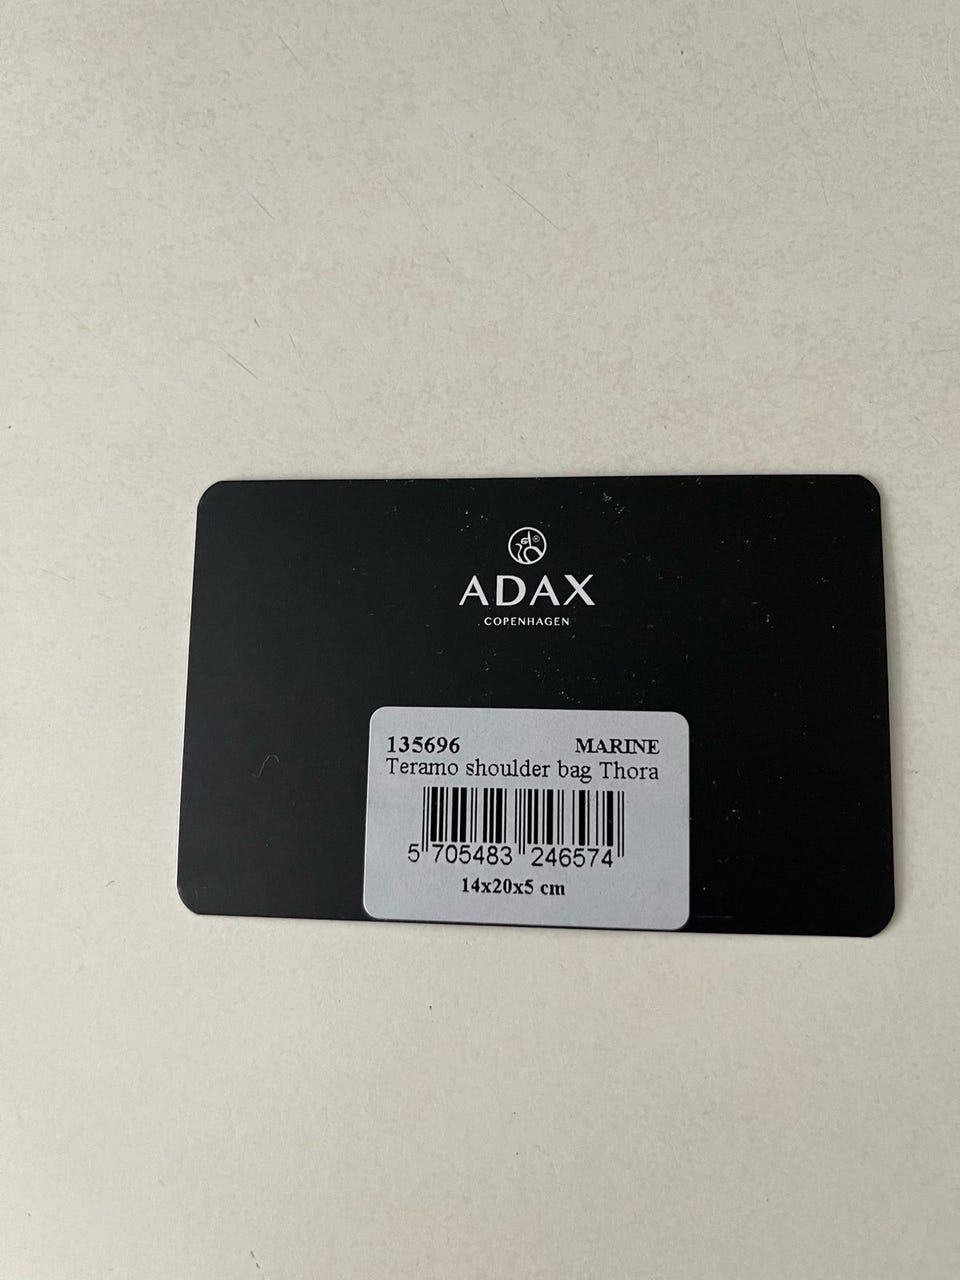 ADAX
COPENHAGEN
135696 MARINE
Teramo shoulder bag Thora
5 705483 246574
14x20x5 cm